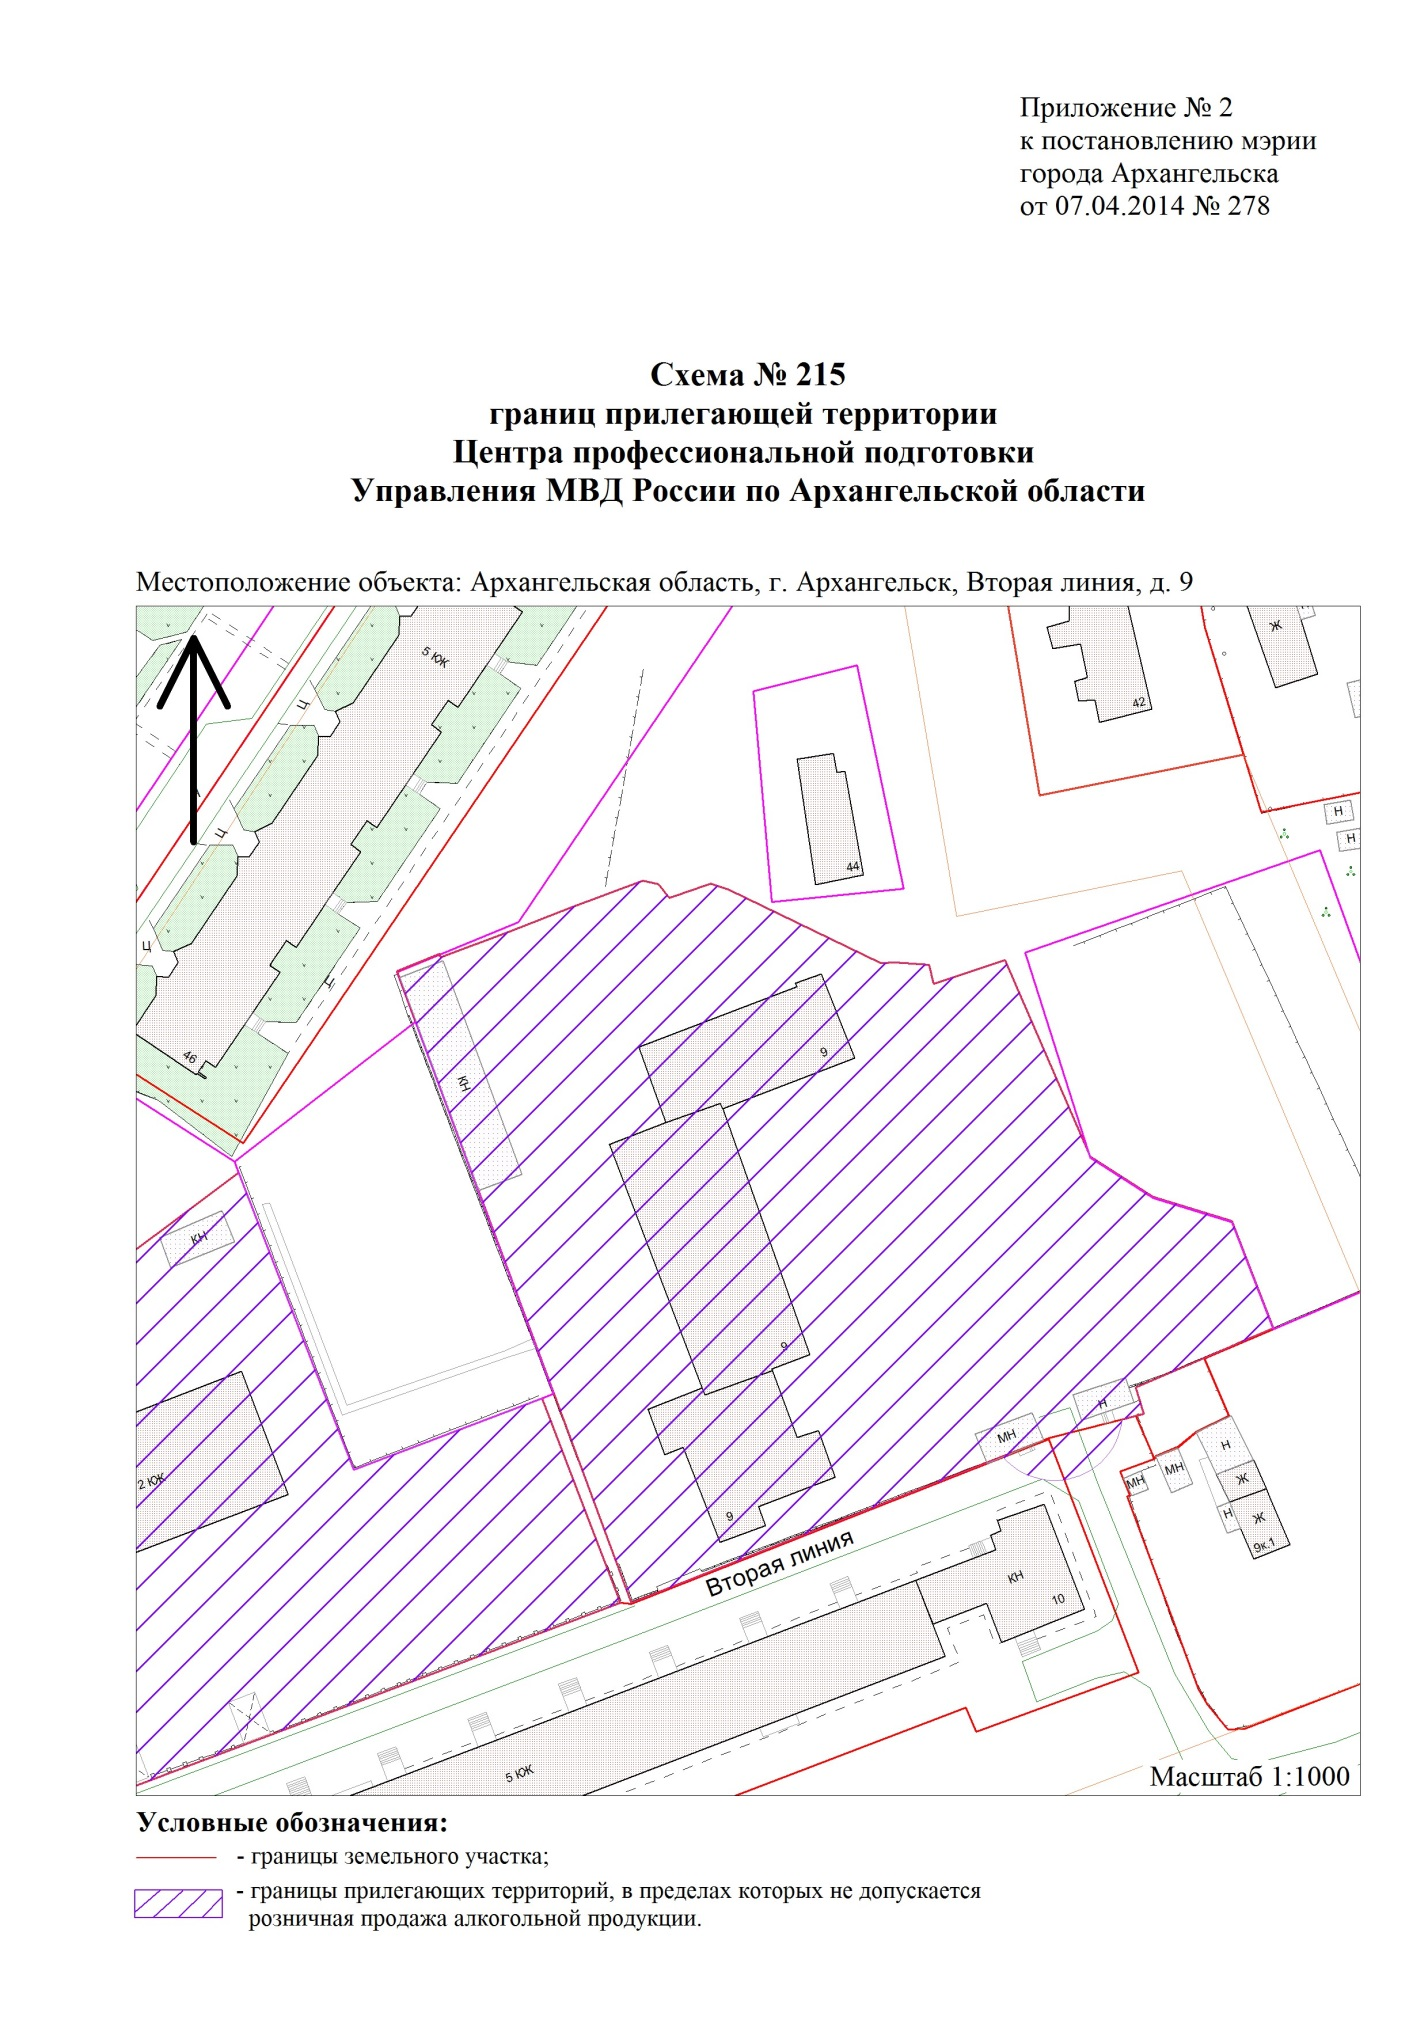 Приложение № 2
к постановлению мэрии
города Архангельска
от 07.04.2014 № 278
Схема № 215
границ прилегающей территории
Центра профессиональной подготовки
Управления МВД России по Архангельской области
Местоположение объекта: Архангельская область, г. Архангельск, Вторая линия, д. 9
Ж
5 КЖ
42
Ц
Н
Н
Ц
44
Ц
46
9
КН
КН
9
Н
МН
Н
МН
МН
Ж
2 КЖ
Н
Ж
9
9к.1
Вторая линия
КН
10
5 КЖ
Масштаб 1:1000
Условные обозначения:
- границы земельного участка;
- границы прилегающих территорий, в пределах которых не допускается
розничная продажа алкогольной продукции.